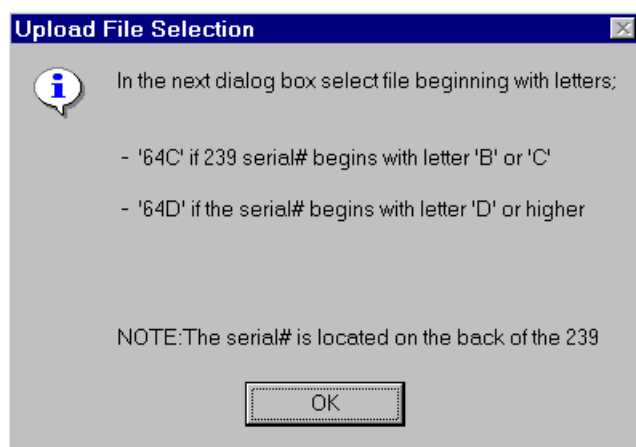 Upload File Selection
In the next dialog box select file beginning with letters;
- '64C' if 239 serial# begins with letter 'B' or 'C'
- '64D' if the serial# begins with letter 'D' or higher
NOTE:The serial# is located on the back of the 239
OK